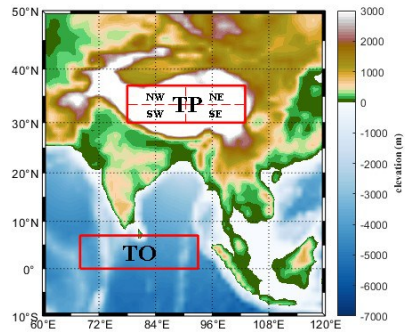 50°N
40°N
30°N
20°N
10°N
0°
10°S
60°E 72°E 84°E 96°E 108°E 120°E
NW NE
TP
SW SE
TO
3000
2000
1000
0
-1000
-2000
-3000
-4000
-5000
-6000
-7000
elevation (m)